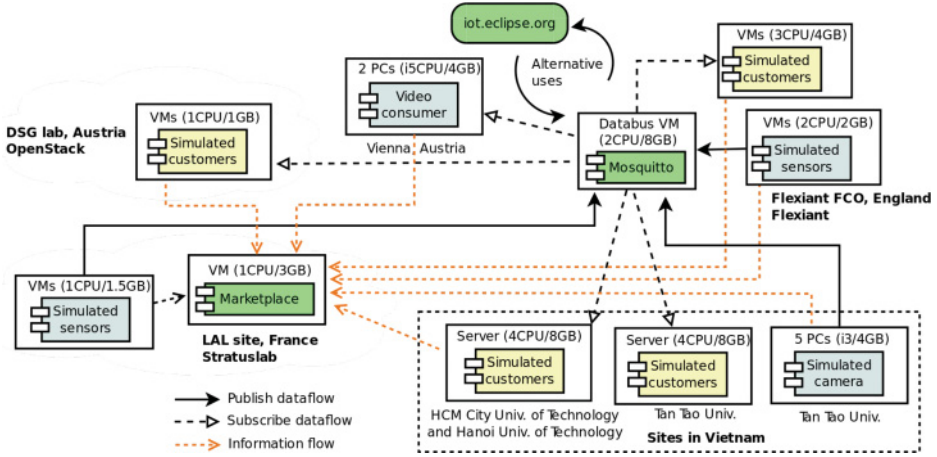 iot.eclipse.org
Alternative
uses
VMs (3CPU/4GB)
Simulated
customers
2 PCs (i5CPU/4GB)
Video
consumer
Vienna, Austria
DSG lab, Austria
OpenStack
VMs (1CPU/1GB)
Simulated
customers
Databus VM
(2CPU/8GB)
Mosquitto
VMs (2CPU/2GB)
Simulated
sensors
Flexiant FCO, England
Flexiant
VMs (1CPU/1.5GB)
Simulated
sensors
VM (1CPU/3GB)
Marketplace
LAL site, France
Stratuslab
Server (4CPU/8GB)
Simulated
customers
HCM City Univ. of Technology
and Hanoi Univ. of Technology
Server (4CPU/8GB)
Simulated
customers
Tan Tao Univ.
5 PCs (i3/4GB)
Simulated
camera
Tan Tao Univ.
Sites in Vietnam
Publish dataflow
Subscribe dataflow
Information flow